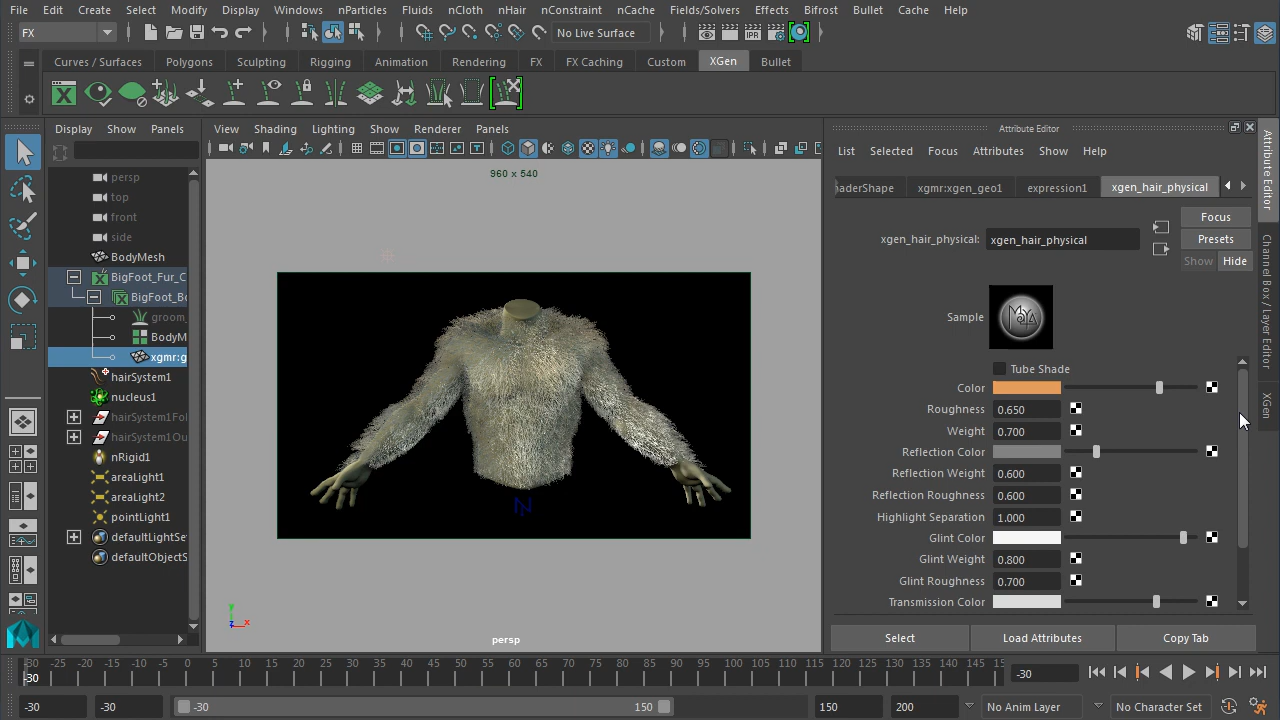 File Edit Create Select Modify Display Windows nParticles Fluids nCloth nHair nConstraint nCache Fields/Solvers Effects Bifrost Bullet Cache Help
FX
No Live Surface
IPR
Curves / Surfaces Polygons Sculpting Rigging Animation Rendering FX FX Caching Custom XGen Bullet
Display Show Panels
persp
top
front
side
BodyMesh
BigFoot_Fur_C
BigFoot_Bo
groom_
BodyM
xgmr:g
hairSystem1
nucleus1
hairSystem1Fol
hairSystem1Ou
nRigid1
areaLight1
areaLight2
pointLight1
defaultLightSe
defaultObjectS
View Shading Lighting Show Renderer Panels
960 x 540
N
y
z x
persp
Attribute Editor
List Selected Focus Attributes Show Help
aderShape xgmr:xgen_geo1 expression1 xgen_hair_physical
Focus
xgen_hair_physical: xgen_hair_physical
Presets
Show Hide
Sample
MAYA
Tube Shade
Color
Roughness 0.650
Weight 0.700
Reflection Color
Reflection Weight 0.600
Reflection Roughness 0.600
Highlight Separation 1.000
Glint Color
Glint Weight 0.800
Glint Roughness 0.700
Transmission Color
Select Load Attributes Copy Tab
Attribute Editor
Channel Box / Layer Editor
XGen
-30 -25 -20 -15 -10 -5 0 5 10 15 20 25 30 35 40 45 50 55 60 65 70 75 80 85 90 95 100 105 110 115 120 125 130 135 140 145 15
-30
-30
-30 -30 -30 150 150 200 No Anim Layer No Character Set